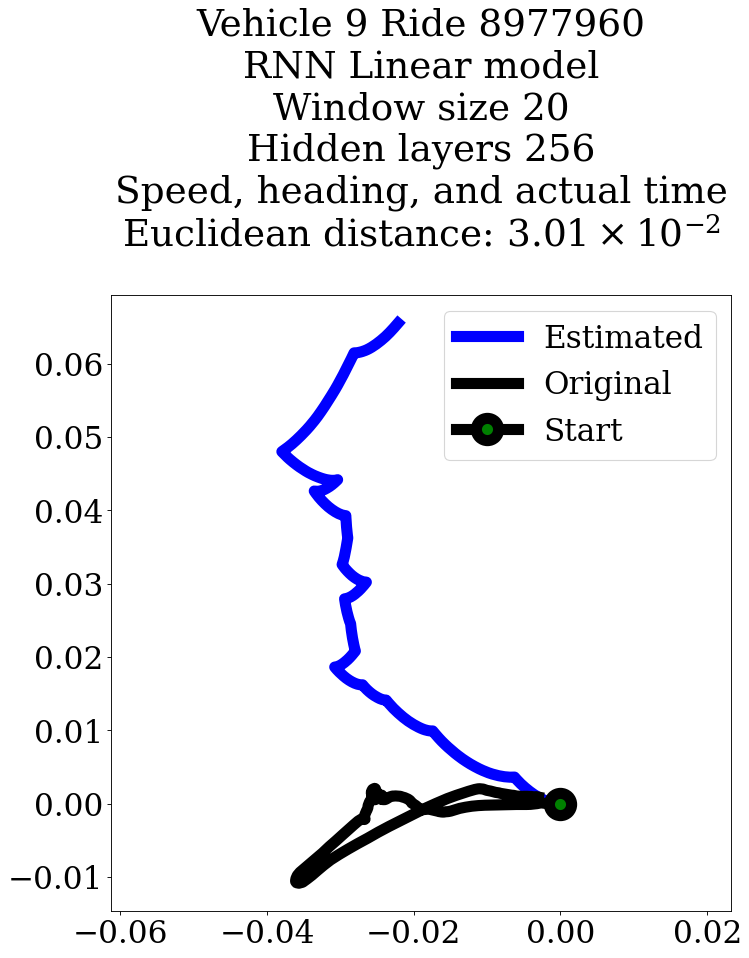 Vehicle 9 Ride 8977960
RNN Linear model
Window size 20
Hidden layers 256
Speed, heading, and actual time
Euclidean distance: 3.01 × 10⁻²
Estimated
Original
Start
0.06
0.05
0.04
0.03
0.02
0.01
0.00
−0.01
−0.06 −0.04 −0.02 0.00 0.02